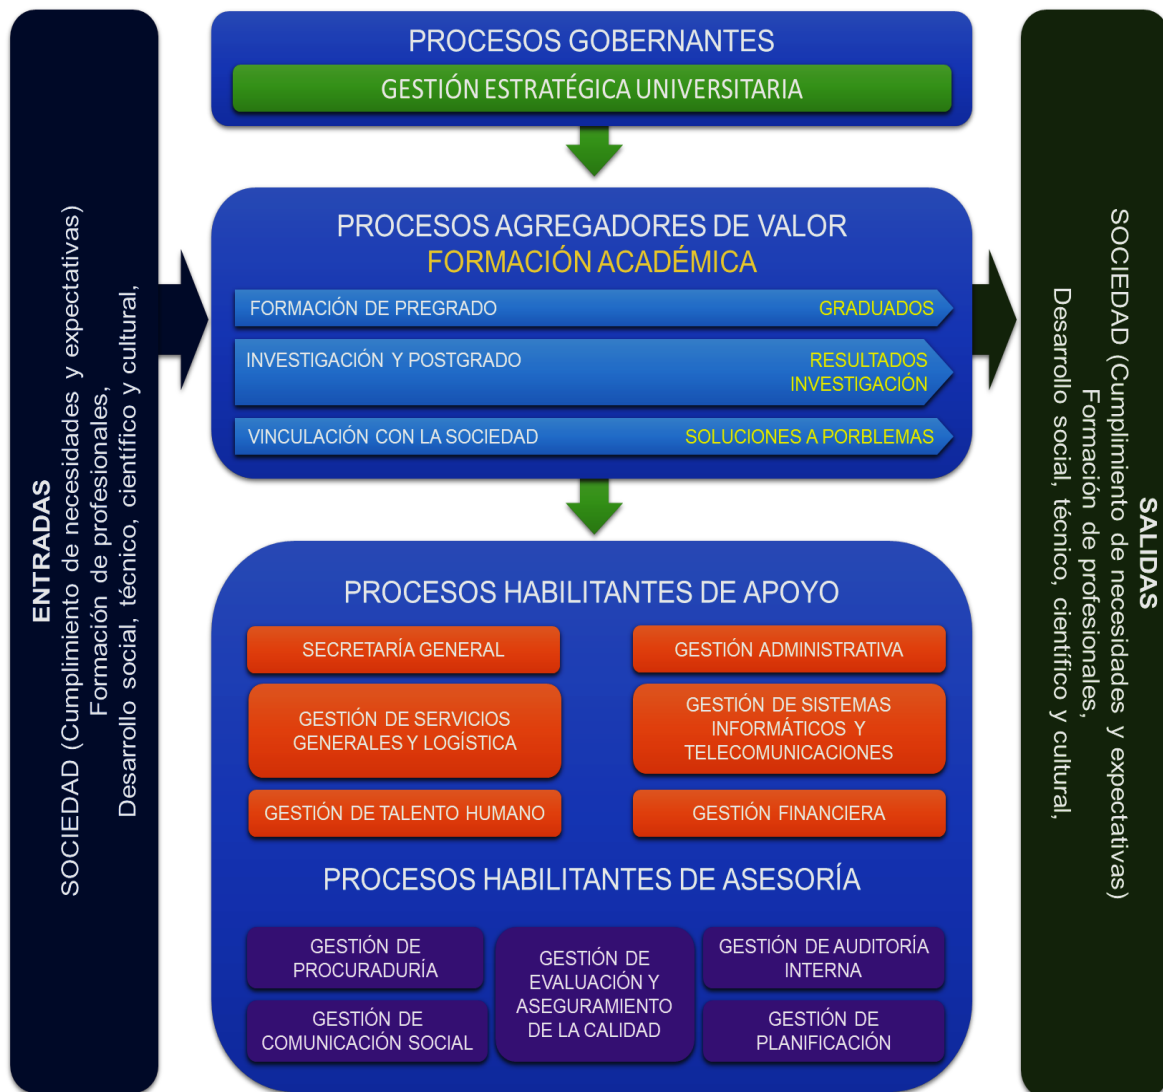 ENTRADAS
SOCIEDAD (Cumplimiento de necesidades y expectativas)
Formación de profesionales,
Desarrollo social, técnico, científico y cultural,
PROCESOS GOBERNANTES
GESTIÓN ESTRATÉGICA UNIVERSITARIA
PROCESOS AGREGADORES DE VALOR
FORMACIÓN ACADÉMICA
FORMACIÓN DE PREGRADO
GRADUADOS
INVESTIGACIÓN Y POSTGRADO
RESULTADOS
INVESTIGACIÓN
VINCULACIÓN CON LA SOCIEDAD
SOLUCIONES A PORBLEMAS
PROCESOS HABILITANTES DE APOYO
SECRETARÍA GENERAL
GESTIÓN ADMINISTRATIVA
GESTIÓN DE SERVICIOS
GENERALES Y LOGÍSTICA
GESTIÓN DE SISTEMAS
INFORMÁTICOS Y
TELECOMUNICACIONES
GESTIÓN DE TALENTO HUMANO
GESTIÓN FINANCIERA
PROCESOS HABILITANTES DE ASESORÍA
GESTIÓN DE
PROCURADURÍA
GESTIÓN DE
COMUNICACIÓN SOCIAL
GESTIÓN DE
EVALUACIÓN Y
ASEGURAMIENTO
DE LA CALIDAD
GESTIÓN DE AUDITORÍA
INTERNA
GESTIÓN DE
PLANIFICACIÓN
SALIDAS
SOCIEDAD (Cumplimiento de necesidades y expectativas)
Formación de profesionales,
Desarrollo social, técnico, científico y cultural,